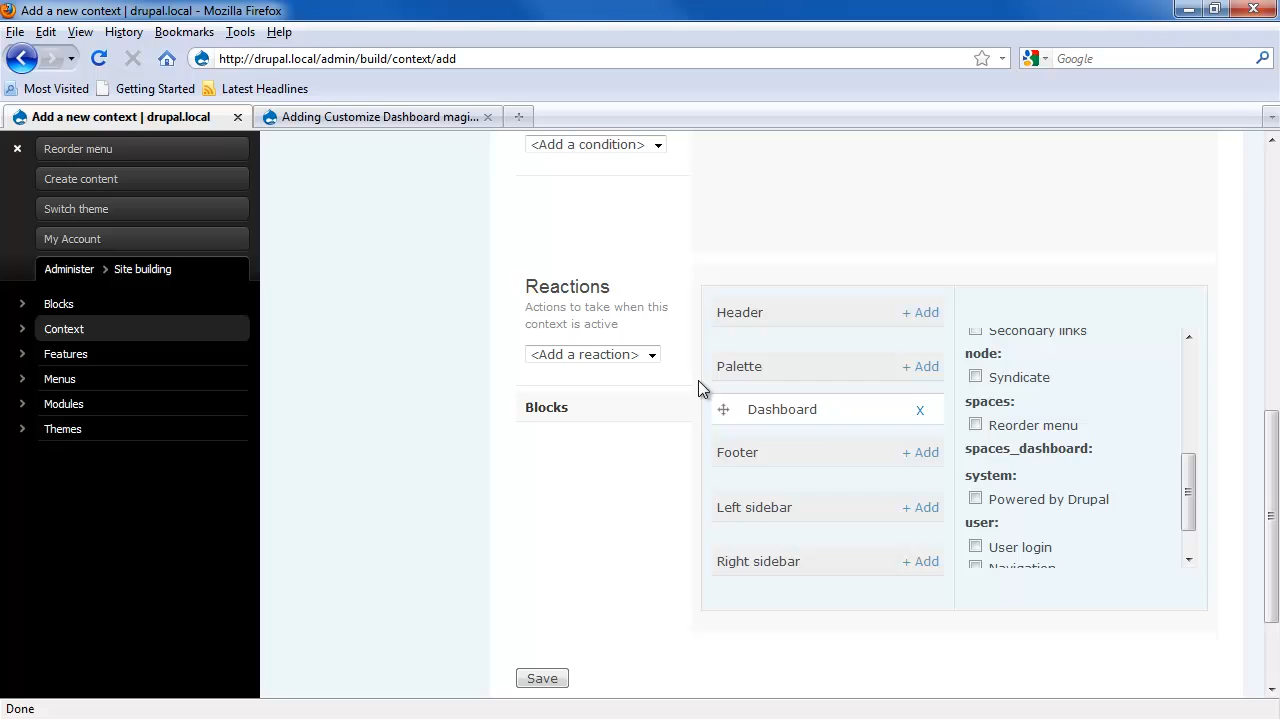 Add a new context | drupal.local - Mozilla Firefox
File Edit View History Bookmarks Tools Help
http://drupal.local/admin/build/context/add
Google
Most Visited Getting Started Latest Headlines
Add a new context | drupal.local
Adding Customize Dashboard magi...
Reorder menu
Create content
Switch theme
My Account
Administer Site building
Blocks
Context
Features
Menus
Modules
Themes
<Add a condition>
Reactions
Actions to take when this
context is active
<Add a reaction>
Blocks
Header + Add
Palette + Add
Dashboard X
Footer + Add
Left sidebar + Add
Right sidebar + Add
Secondary links
node:
Syndicate
spaces:
Reorder menu
spaces_dashboard:
system:
Powered by Drupal
user:
User login
Navigation
Save
Done